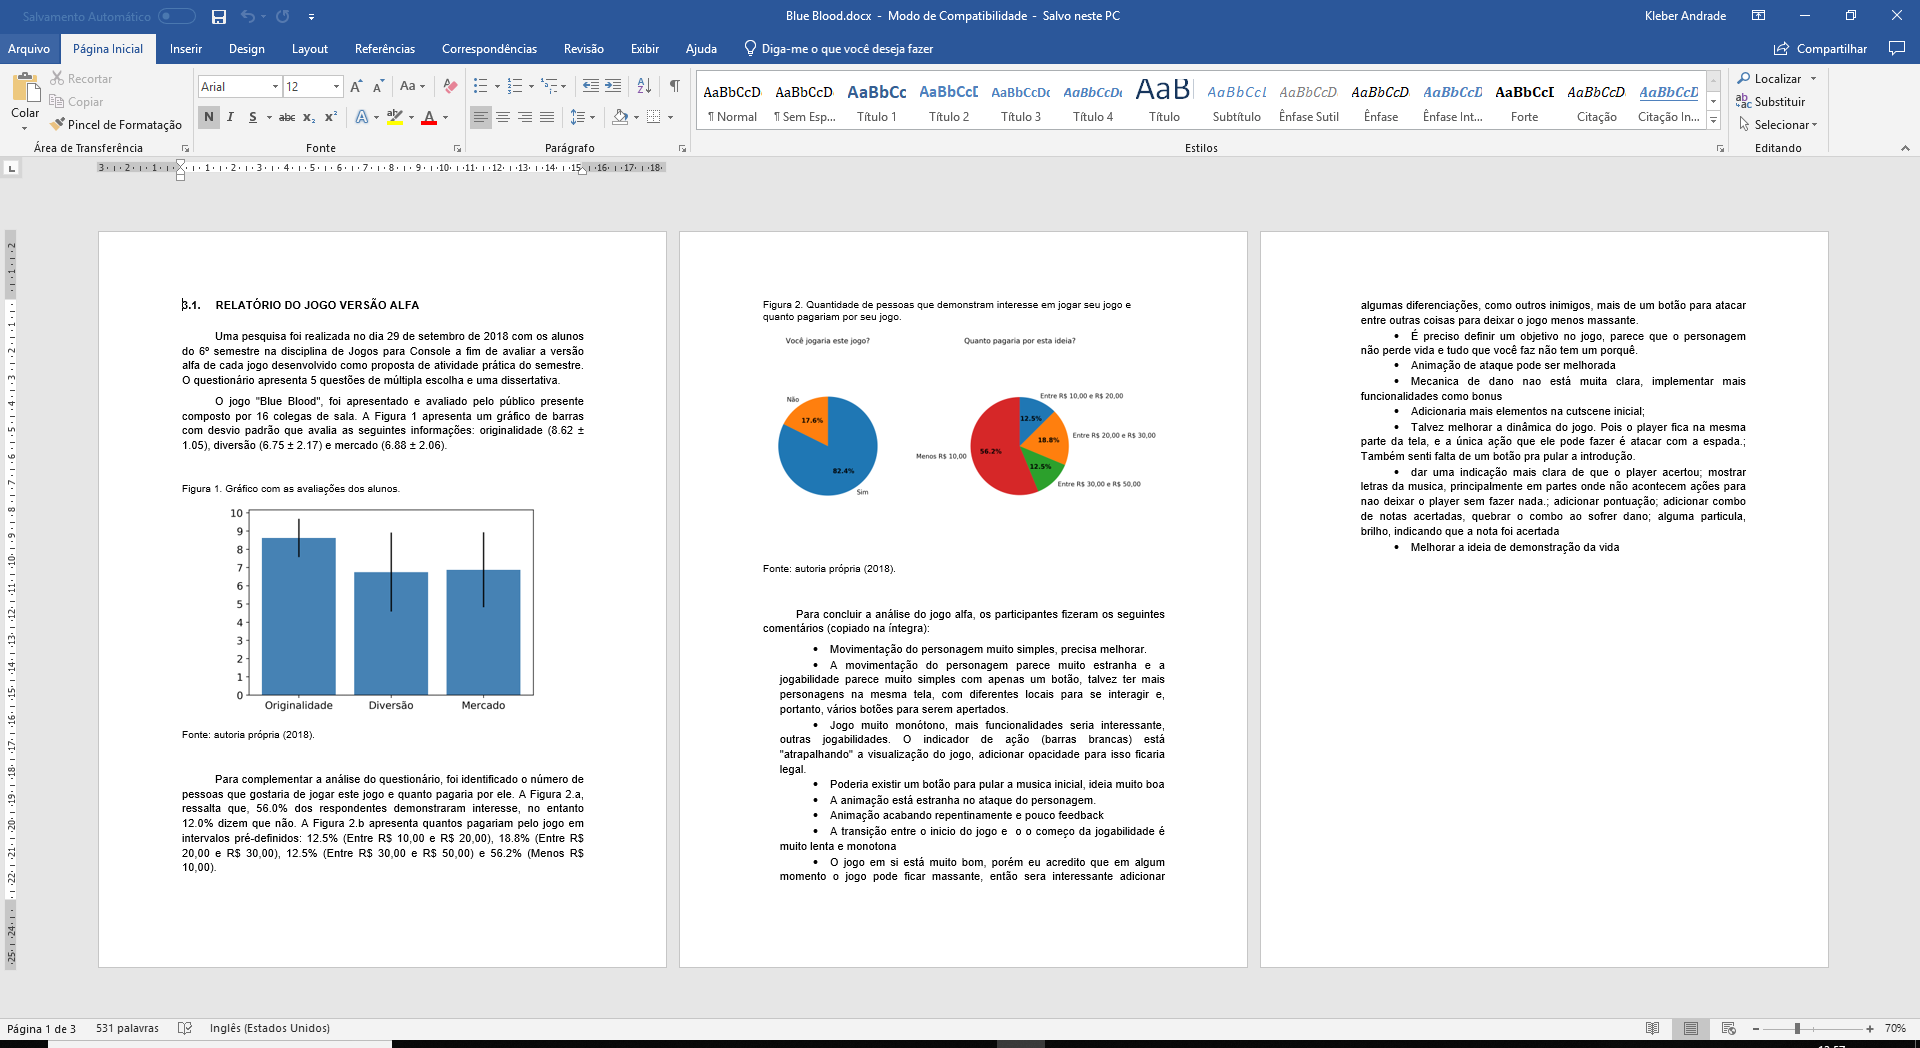 Salvamento Automático
Blue Blood.docx - Modo de Compatibilidade - Salvo neste PC
Kleber Andrade
Arquivo
Página Inicial
Inserir
Design
Layout
Referências
Correspondências
Revisão
Exibir
Ajuda
Diga-me o que você deseja fazer
Compartilhar
Colar
Recortar
Copiar
Pincel de Formatação
Área de Transferência
Arial
12
Aa
N I S abc x₂ x²
Fonte
Parágrafo
AaBbCcD
AaBbCcD
AaBbCc
AaBbCcD
AaBbCcDc
AaBbCcDc
AaB
AaBbCcD
AaBbCcD
AaBbCcD
AaBbCcD
AaBbCcD
AaBbCcD
AaBbCcD
¶ Normal
¶ Sem Esp...
Título 1
Título 2
Título 3
Título 4
Título
Subtítulo
Ênfase Sutil
Ênfase
Ênfase Int...
Forte
Citação
Citação In...
Estilos
Localizar
Substituir
Selecionar
Editando
3.1. RELATÓRIO DO JOGO VERSÃO ALFA
Uma pesquisa foi realizada no dia 29 de setembro de 2018 com os alunos
do 6º semestre na disciplina de Jogos para Console a fim de avaliar a versão
alfa de cada jogo desenvolvido como proposta de atividade prática do semestre.
O questionário apresenta 5 questões de múltipla escolha e uma dissertativa.
O jogo "Blue Blood", foi apresentado e avaliado pelo público presente
composto por 16 colegas de sala. A Figura 1 apresenta um gráfico de barras
com desvio padrão que avalia as seguintes informações: originalidade (8.62 ±
1.05), diversão (6.75 ± 2.17) e mercado (6.88 ± 2.06).
Figura 1. Gráfico com as avaliações dos alunos.
10
9
8
7
6
5
4
3
2
1
0
Originalidade
Diversão
Mercado
Fonte: autoria própria (2018).
Para complementar a análise do questionário, foi identificado o número de
pessoas que gostaria de jogar este jogo e quanto pagaria por ele. A Figura 2.a,
ressalta que, 56.0% dos respondentes demonstraram interesse, no entanto
12.0% dizem que não. A Figura 2.b apresenta quantos pagariam pelo jogo em
intervalos pré-definidos: 12.5% (Entre R$ 10,00 e R$ 20,00), 18.8% (Entre R$
20,00 e R$ 30,00), 12.5% (Entre R$ 30,00 e R$ 50,00) e 56.2% (Menos R$
10,00).
Figura 2. Quantidade de pessoas que demonstram interesse em jogar seu jogo e
quanto pagariam por seu jogo.
Você jogaria este jogo?
Não
17.6%
82.4%
Sim
Quanto pagaria por esta ideia?
Entre R$ 10,00 e R$ 20,00
12.5%
18.8%
Entre R$ 20,00 e R$ 30,00
Menos R$ 10,00
56.2%
12.5%
Entre R$ 30,00 e R$ 50,00
Fonte: autoria própria (2018).
Para concluir a análise do jogo alfa, os participantes fizeram os seguintes
comentários (copiado na íntegra):
• Movimentação do personagem muito simples, precisa melhorar.
• A movimentação do personagem parece muito estranha e a
jogabilidade parece muito simples com apenas um botão, talvez ter mais
personagens na mesma tela, com diferentes locais para se interagir e,
portanto, vários botões para serem apertados.
• Jogo muito monótono, mais funcionalidades seria interessante,
outras jogabilidades. O indicador de ação (barras brancas) está
"atrapalhando" a visualização do jogo, adicionar opacidade para isso ficaria
legal.
• Poderia existir um botão para pular a musica inicial, ideia muito boa
• A animação está estranha no ataque do personagem.
• Animação acabando repentinamente e pouco feedback
• A transição entre o inicio do jogo e o o começo da jogabilidade é
muito lenta e monotona
• O jogo em si está muito bom, porém eu acredito que em algum
momento o jogo pode ficar massante, então sera interessante adicionar
algumas diferenciações, como outros inimigos, mais de um botão para atacar
entre outras coisas para deixar o jogo menos massante.
• É preciso definir um objetivo no jogo, parece que o personagem
não perde vida e tudo que você faz não tem um porquê.
• Animação de ataque pode ser melhorada
• Mecanica de dano nao está muita clara, implementar mais
funcionalidades como bonus
• Adicionaria mais elementos na cutscene inicial;
• Talvez melhorar a dinâmica do jogo. Pois o player fica na mesma
parte da tela, e a única ação que ele pode fazer é atacar com a espada.;
Também senti falta de um botão pra pular a introdução.
• dar uma indicação mais clara de que o player acertou; mostrar
letras da musica, principalmente em partes onde não acontecem ações para
nao deixar o player sem fazer nada.; adicionar pontuação; adicionar combo
de notas acertadas, quebrar o combo ao sofrer dano; alguma particula,
brilho, indicando que a nota foi acertada
• Melhorar a ideia de demonstração da vida
Página 1 de 3
531 palavras
Inglês (Estados Unidos)
70%